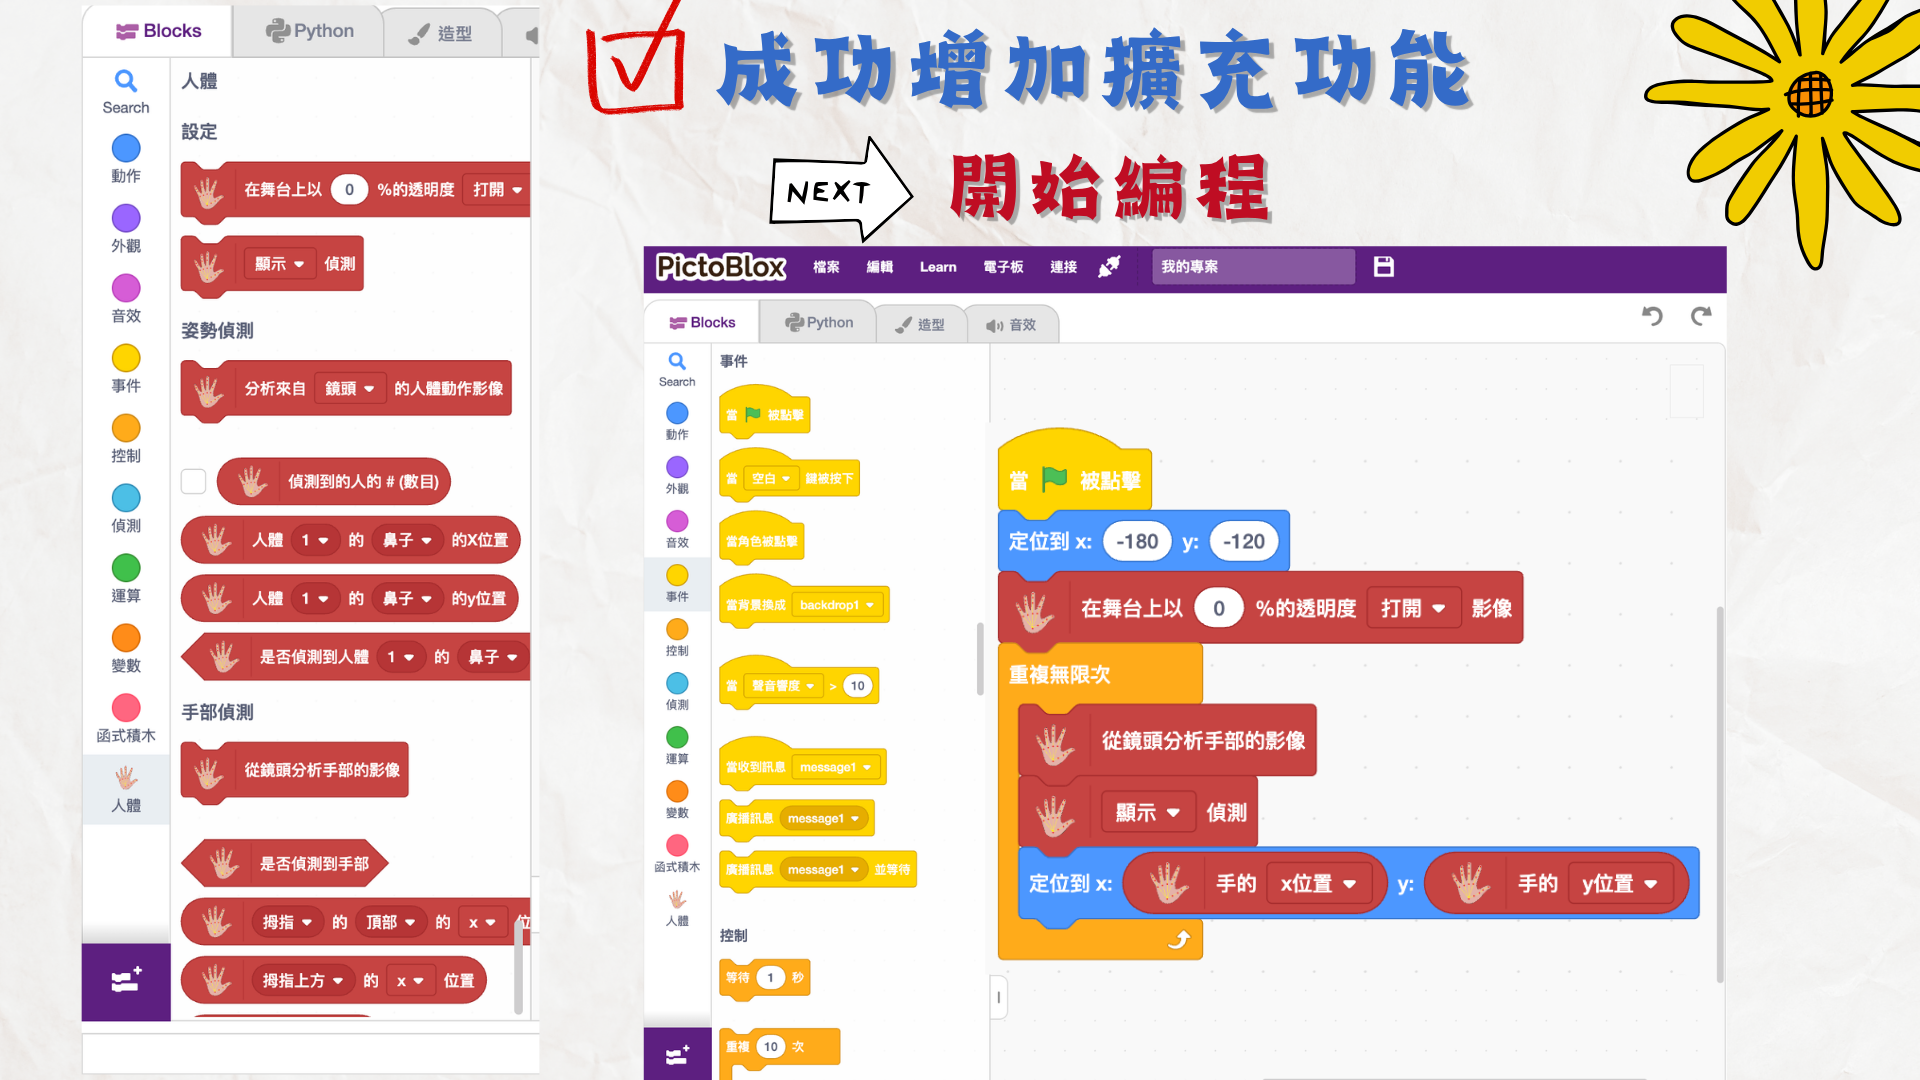 成功增加擴充功能
NEXT 開始編程
Blocks Python 造型
Search
動作
外觀
音效
事件
控制
偵測
運算
變數
函式積木
人體
人體
設定
在舞台上以 0 %的透明度 打開
顯示 偵測
姿勢偵測
分析來自 鏡頭 的人體動作影像
偵測到的人的 # (數目)
人體 1 的 鼻子 的X位置
人體 1 的 鼻子 的y位置
是否偵測到人體 1 的 鼻子
手部偵測
從鏡頭分析手部的影像
是否偵測到手部
拇指 的 頂部 的 x 位
拇指上方 的 x 位置
PictoBlox 檔案 編輯 Learn 電子板 連接 我的專案
Blocks Python 造型 音效
Search
動作
外觀
音效
事件
控制
偵測
運算
變數
函式積木
人體
事件
當 被點擊
當 空白 鍵被按下
當角色被點擊
當背景換成 backdrop1
當 聲音響度 > 10
當收到訊息 message1
廣播訊息 message1
廣播訊息 message1 並等待
控制
等待 1 秒
重複 10 次
當 被點擊
定位到 x: -180 y: -120
在舞台上以 0 %的透明度 打開 影像
重複無限次
從鏡頭分析手部的影像
顯示 偵測
定位到 x: 手的 x位置 y: 手的 y位置